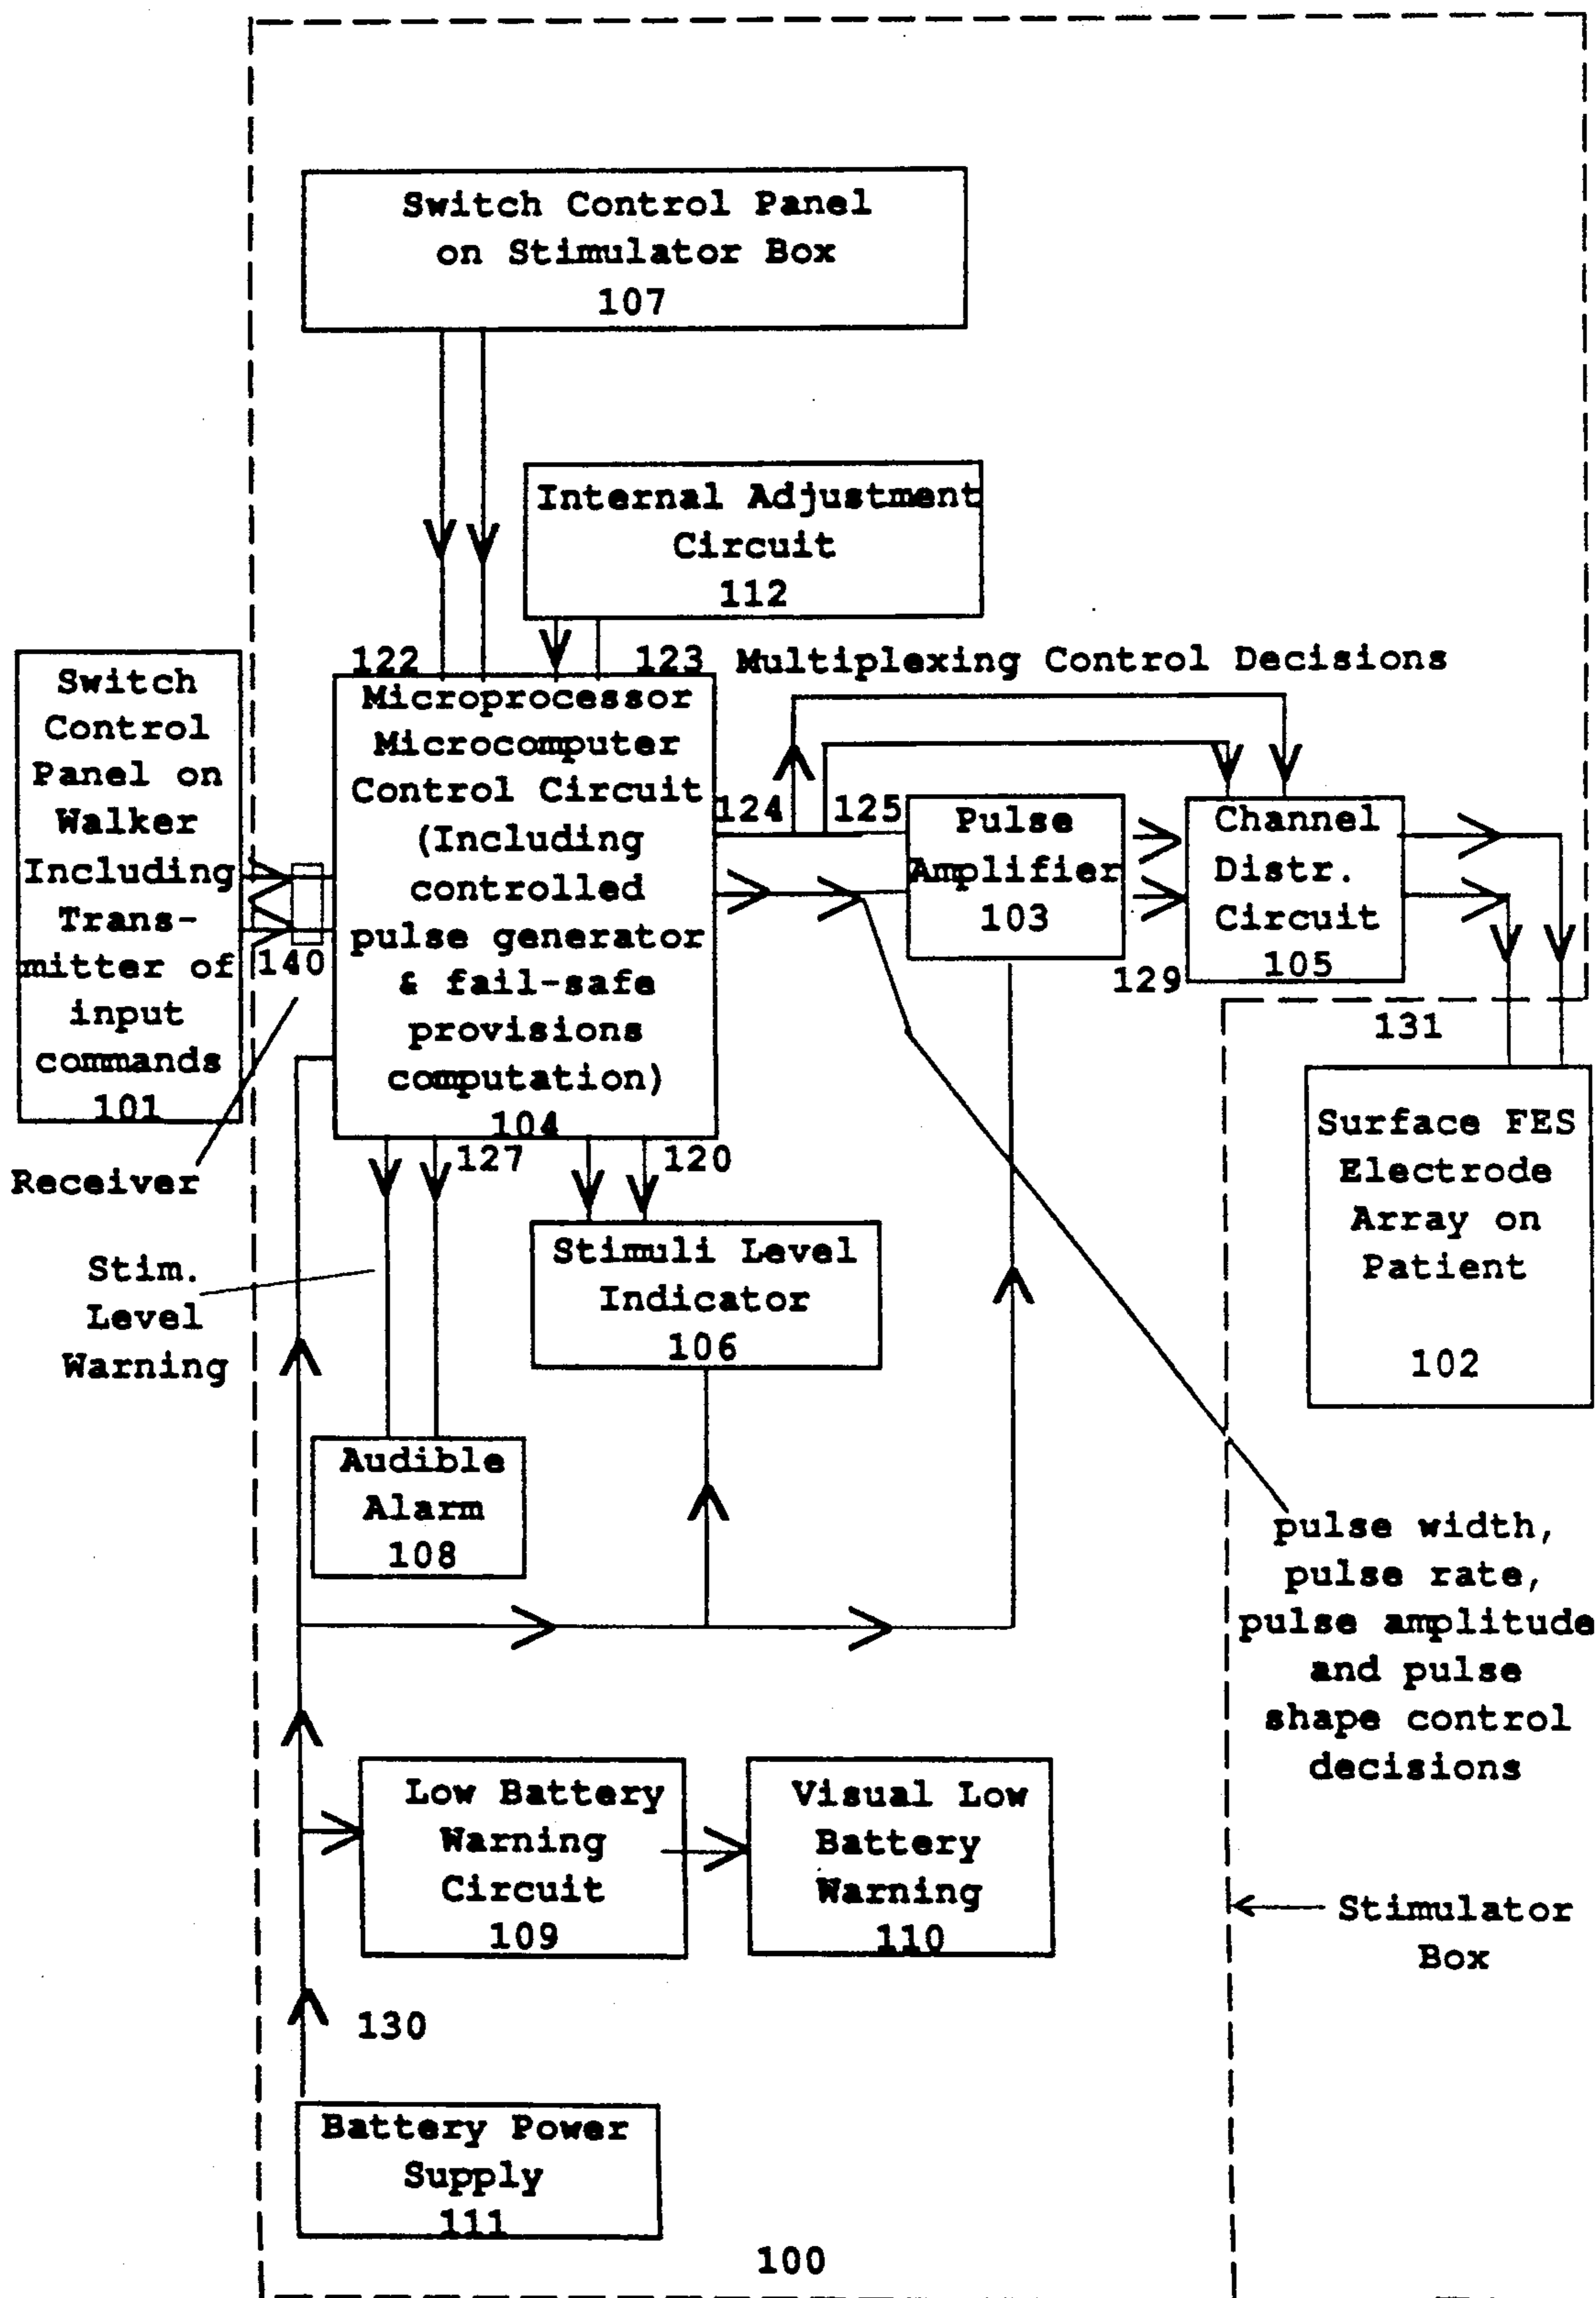 Switch Control Panel
on Stimulator Box
107
Internal Adjustment
Circuit
112
122
123
Multiplexing Control Decisions
Switch
Control
Panel on
Walker
Including
Trans-
mitter of
input
commands
101
140
Receiver
Microprocessor
Microcomputer
Control Circuit
(Including
controlled
pulse generator
& fail-safe
provisions
computation)
104
124
125
Pulse
Amplifier
103
129
Channel
Distr.
Circuit
105
131
Surface FES
Electrode
Array on
Patient
102
127
120
Stim.
Level
Warning
Stimuli Level
Indicator
106
Audible
Alarm
108
pulse width,
pulse rate,
pulse amplitude
and pulse
shape control
decisions
Low Battery
Warning
Circuit
109
Visual Low
Battery
Warning
110
Stimulator
Box
130
Battery Power
Supply
111
100